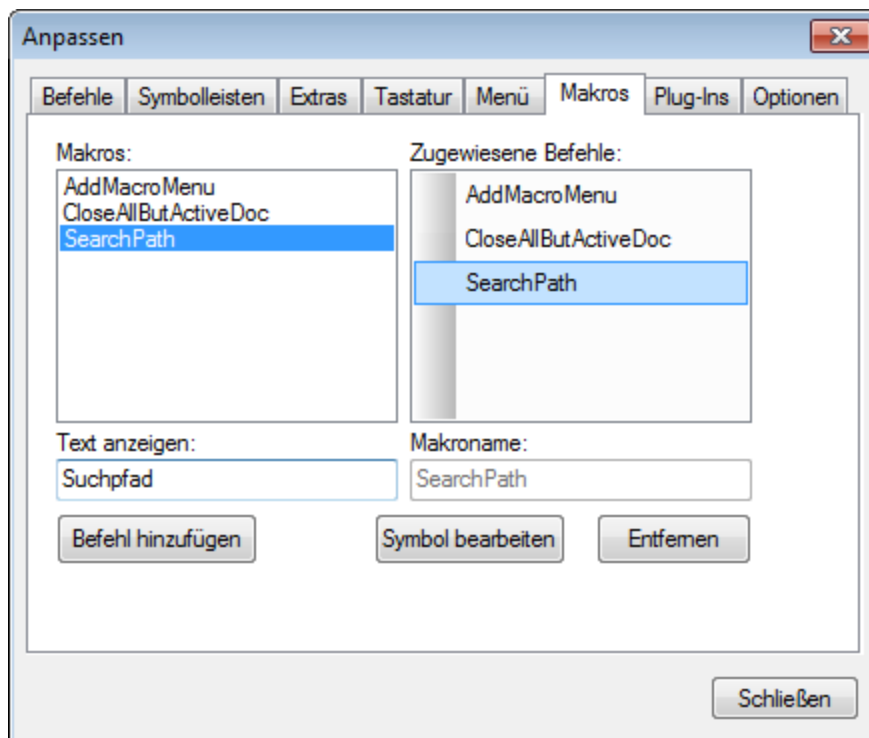 Anpassen
Befehle Symbolleisten Extras Tastatur Menü Makros Plug-Ins Optionen
Makros:
AddMacroMenu
CloseAllButActiveDoc
SearchPath
Zugewiesene Befehle:
AddMacroMenu
CloseAllButActiveDoc
SearchPath
Text anzeigen:
Suchpfad
Makroname:
SearchPath
Befehl hinzufügen Symbol bearbeiten Entfernen
Schließen